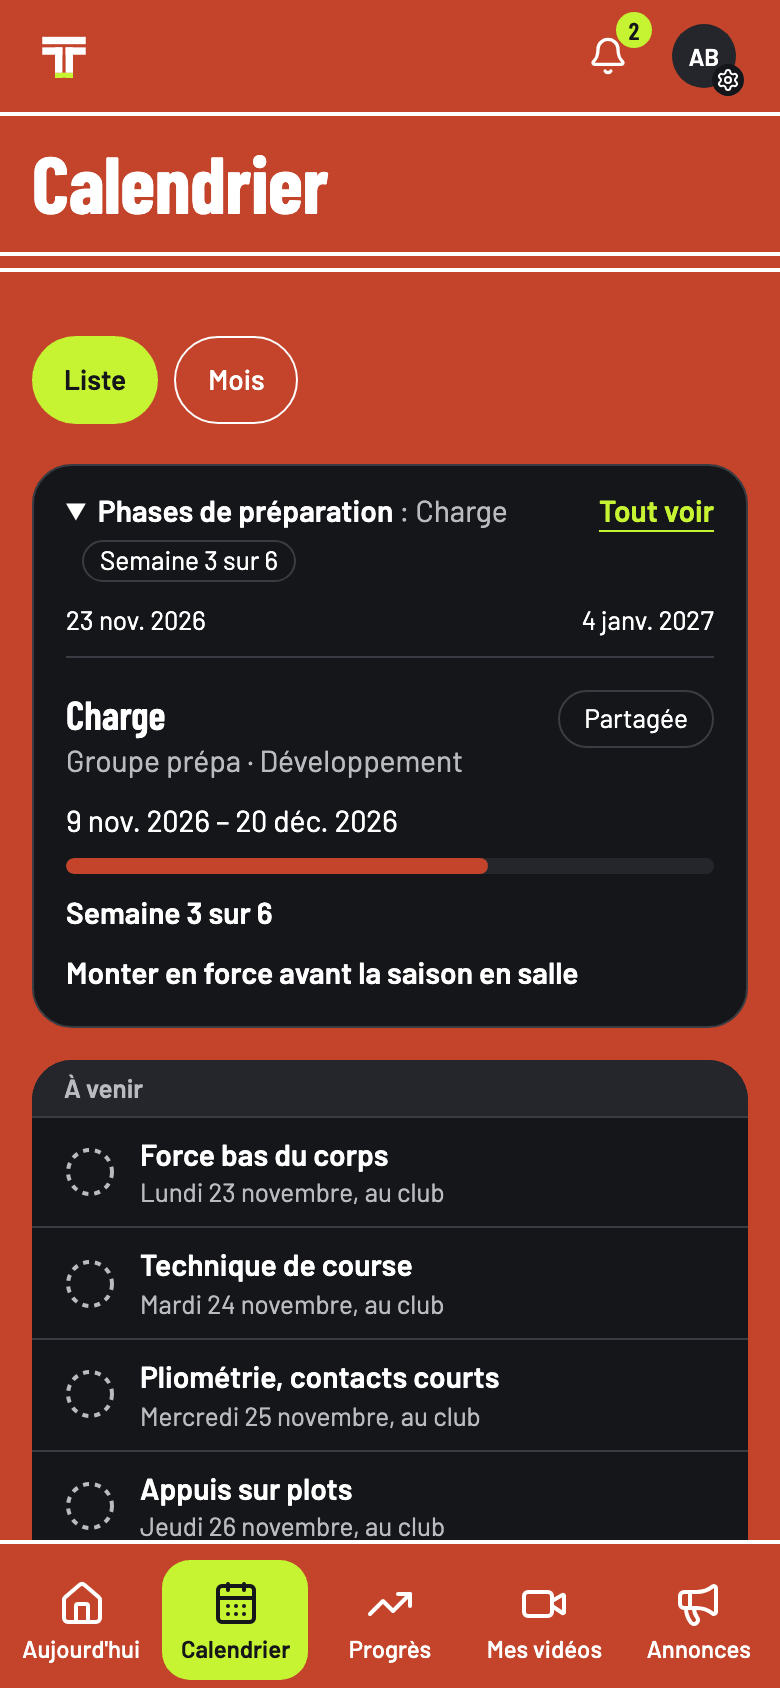 2
AB
Calendrier
Liste
Mois
Phases de préparation : Charge
Tout voir
Semaine 3 sur 6
23 nov. 2026
4 janv. 2027
Charge
Partagée
Groupe prépa · Développement
9 nov. 2026 – 20 déc. 2026
Semaine 3 sur 6
Monter en force avant la saison en salle
À venir
Force bas du corps
Lundi 23 novembre, au club
Technique de course
Mardi 24 novembre, au club
Pliométrie, contacts courts
Mercredi 25 novembre, au club
Appuis sur plots
Jeudi 26 novembre, au club
Aujourd'hui
Calendrier
Progrès
Mes vidéos
Annonces